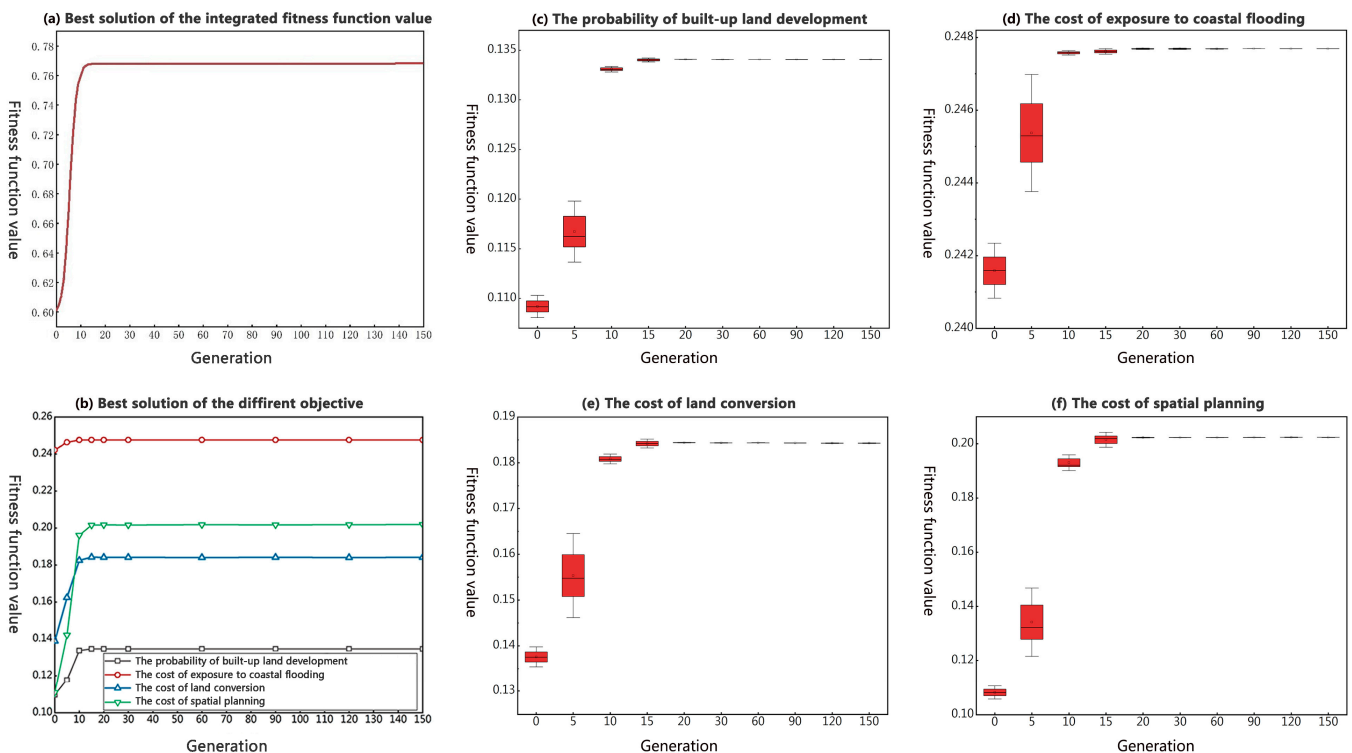 (a) Best solution of the integrated fitness function value
Fitness function value
0.78
0.76
0.74
0.72
0.70
0.68
0.66
0.64
0.62
0.60
0 10 20 30 40 50 60 70 80 90 100 110 120 130 140 150
Generation
(c) The probability of built-up land development
Fitness function value
0.135
0.130
0.125
0.120
0.115
0.110
0 5 10 15 20 30 60 90 120 150
Generation
(d) The cost of exposure to coastal flooding
Fitness function value
0.248
0.246
0.244
0.242
0.240
0 5 10 15 20 30 60 90 120 150
Generation
(b) Best solution of the diffirent objective
Fitness function value
0.26
0.24
0.22
0.20
0.18
0.16
0.14
0.12
0.10
The probability of built-up land development
The cost of exposure to coastal flooding
The cost of land conversion
The cost of spatial planning
0 10 20 30 40 50 60 70 80 90 100 110 120 130 140 150
Generation
(e) The cost of land conversion
Fitness function value
0.19
0.18
0.17
0.16
0.15
0.14
0.13
0 5 10 15 20 30 60 90 120 150
Generation
(f) The cost of spatial planning
Fitness function value
0.20
0.18
0.16
0.14
0.12
0.10
0 5 10 15 20 30 60 90 120 150
Generation